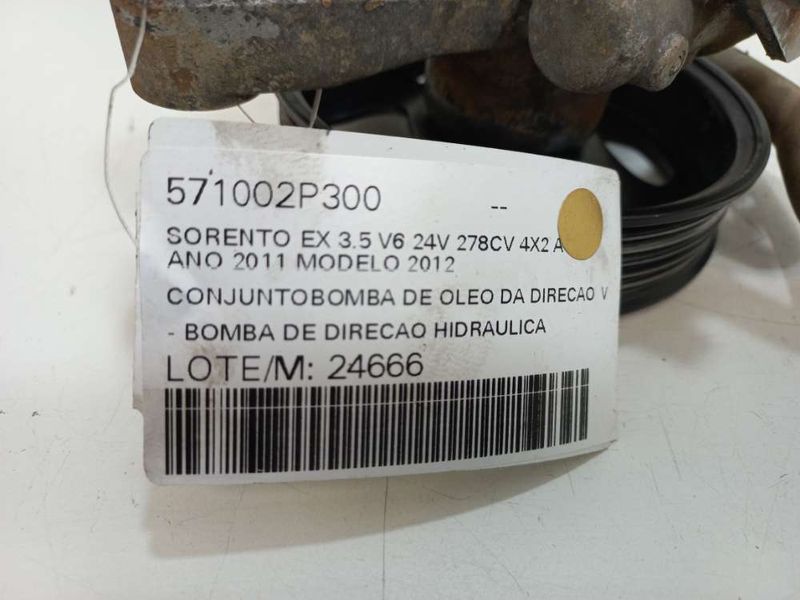 571002P300 --
SORENTO EX 3.5 V6 24V 278CV 4X2 A
ANO 2011 MODELO 2012
CONJUNTOBOMBA DE OLEO DA DIRECAO V
- BOMBA DE DIRECAO HIDRAULICA
LOTE/M: 24666